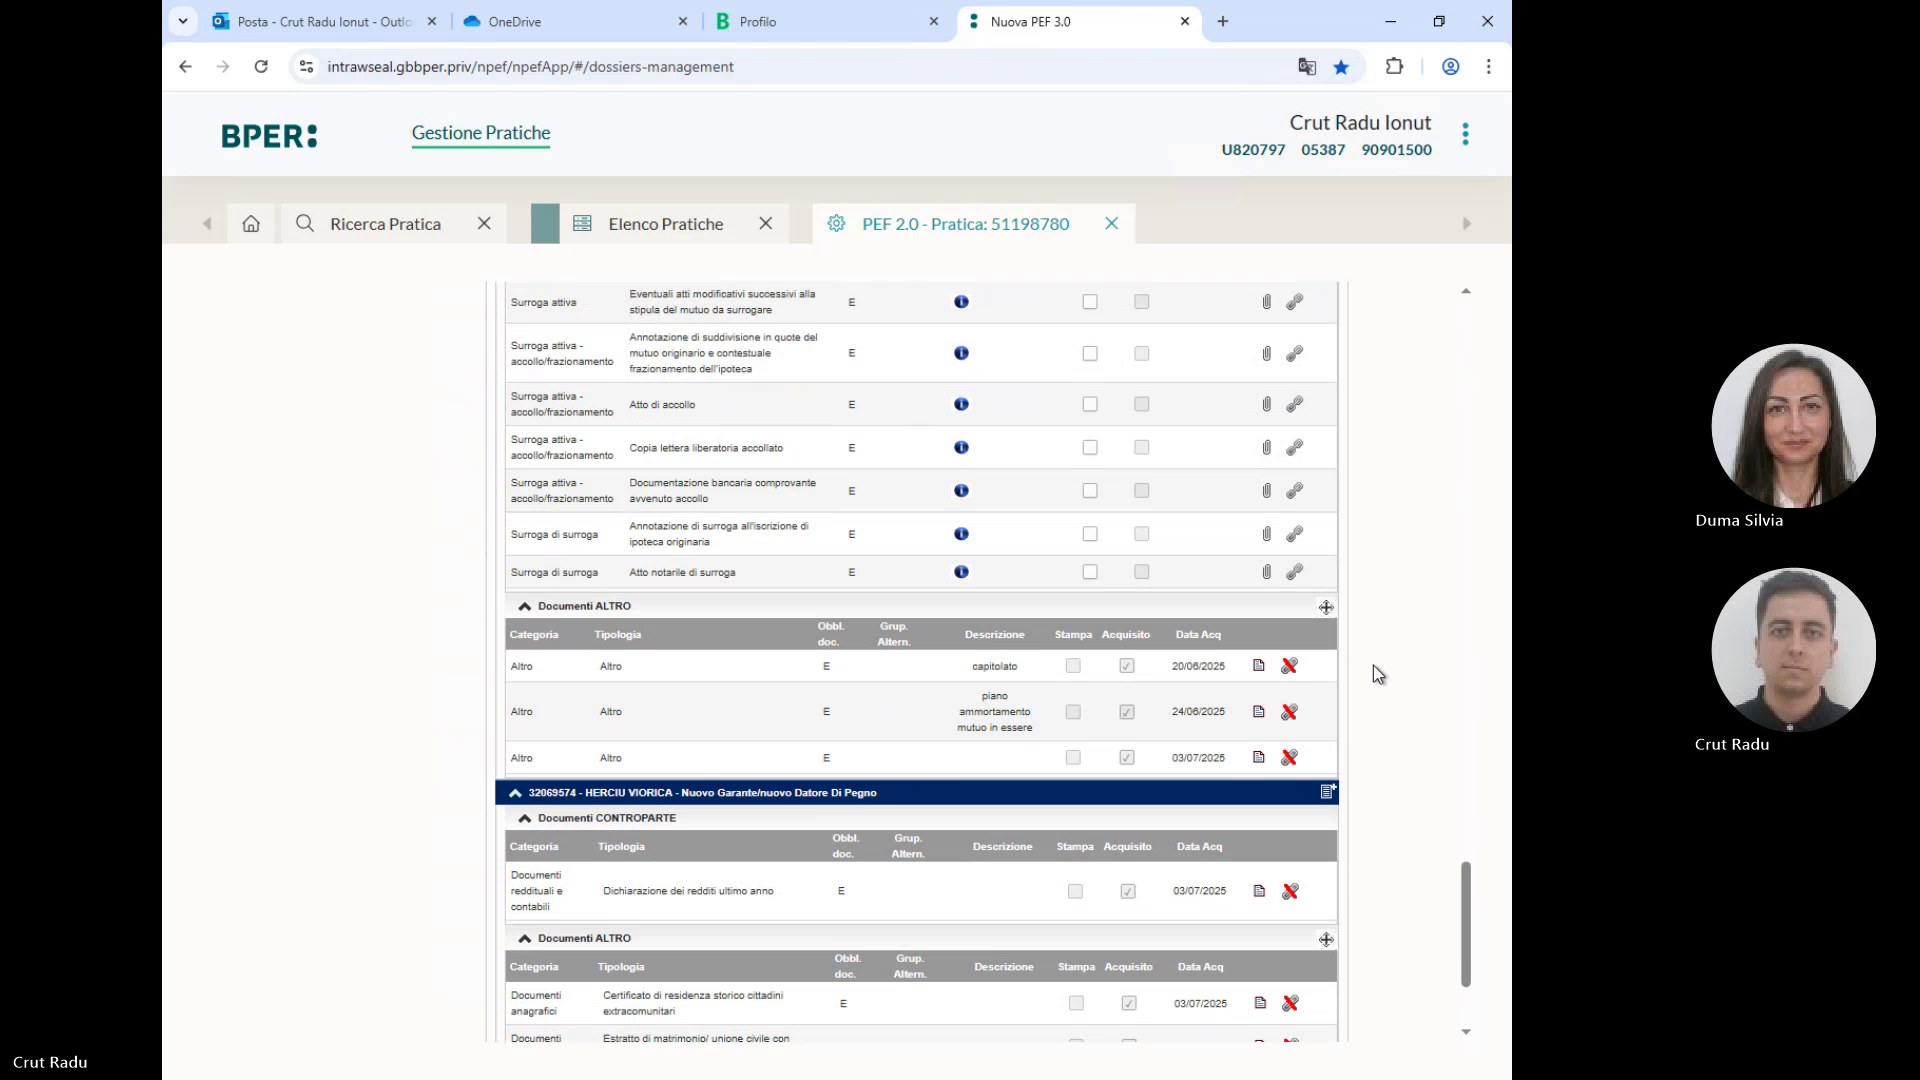 Posta - Crut Radu Ionut - Outlo
OneDrive
Profilo
Nuova PEF 3.0
intrawseal.gbbper.priv/npef/npefApp/#/dossiers-management
BPER:
Gestione Pratiche
Crut Radu Ionut
U820797 05387 90901500
Ricerca Pratica
Elenco Pratiche
PEF 2.0 - Pratica: 51198780
Surroga attiva
Eventuali atti modificativi successivi alla
stipula del mutuo da surrogare
E
Surroga attiva -
accollo/frazionamento
Annotazione di suddivisione in quote del
mutuo originario e contestuale
frazionamento dell'ipoteca
E
Surroga attiva -
accollo/frazionamento
Atto di accollo
E
Surroga attiva -
accollo/frazionamento
Copia lettera liberatoria accollato
E
Surroga attiva -
accollo/frazionamento
Documentazione bancaria comprovante
avvenuto accollo
E
Surroga di surroga
Annotazione di surroga all'iscrizione di
ipoteca originaria
E
Surroga di surroga
Atto notarile di surroga
E
Documenti ALTRO
Categoria
Tipologia
Obbl.
doc.
Grup.
Altern.
Descrizione
Stampa
Acquisito
Data Acq
Altro
Altro
E
capitolato
20/06/2025
Altro
Altro
E
piano
ammortamento
mutuo in essere
24/06/2025
Altro
Altro
E
03/07/2025
32069574 - HERCIU VIORICA - Nuovo Garante/nuovo Datore Di Pegno
Documenti CONTROPARTE
Categoria
Tipologia
Obbl.
doc.
Grup.
Altern.
Descrizione
Stampa
Acquisito
Data Acq
Documenti
reddituali e
contabili
Dichiarazione dei redditi ultimo anno
E
03/07/2025
Documenti ALTRO
Categoria
Tipologia
Obbl.
doc.
Grup.
Altern.
Descrizione
Stampa
Acquisito
Data Acq
Documenti
anagrafici
Certificato di residenza storico cittadini
extracomunitari
E
03/07/2025
Documenti
Estratto di matrimonio/ unione civile con
Duma Silvia
Crut Radu
Crut Radu